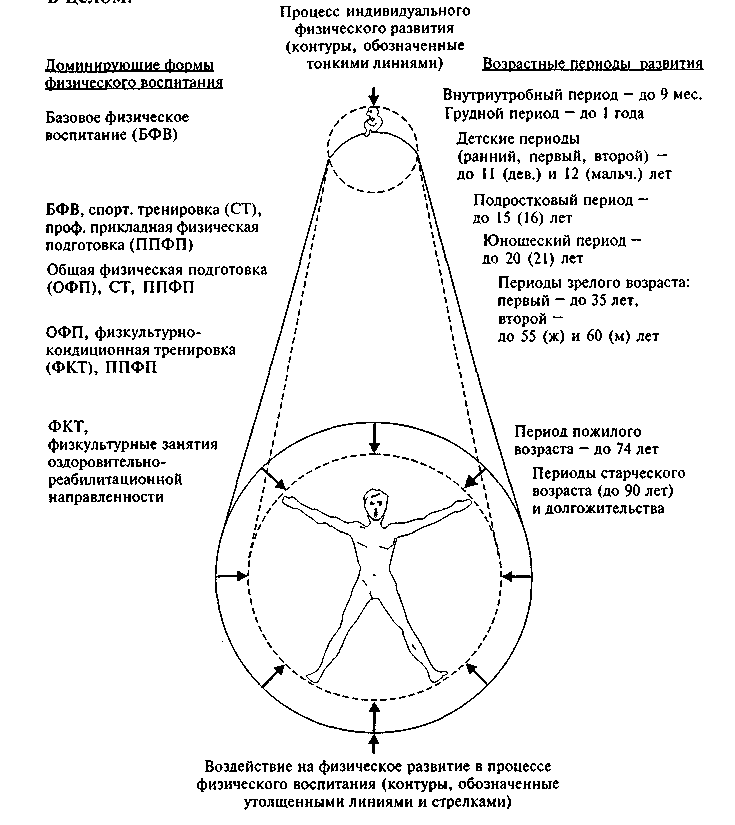 В ЦЕЛОМ.
Процесс индивидуального
физического развития
(контуры, обозначенные
тонкими линиями)
Доминирующие формы
физического воспитания
Базовое физическое
воспитание (БФВ)
БФВ, спорт. тренировка (СТ),
проф. прикладная физическая
подготовка (ППФП)
Общая физическая подготовка
(ОФП), СТ, ППФП
ОФП, физкультурно-
кондиционная тренировка
(ФКТ), ППФП
ФКТ,
физкультурные занятия
оздоровительно-
реабилитационной
направленности
Возрастные периоды развития
Внутриутробный период — до 9 мес.
Грудной период — до 1 года
Детские периоды
(ранний, первый, второй) —
до 11 (дев.) и 12 (мальч.) лет
Подростковый период —
до 15 (16) лет
Юношеский период —
до 20 (21) лет
Периоды зрелого возраста:
первый — до 35 лет,
второй —
до 55 (ж) и 60 (м) лет
Период пожилого
возраста — до 74 лет
Периоды старческого
возраста (до 90 лет)
и долгожительства
Воздействие на физическое развитие в процессе
физического воспитания (контуры, обозначенные
утолщенными линиями и стрелками)